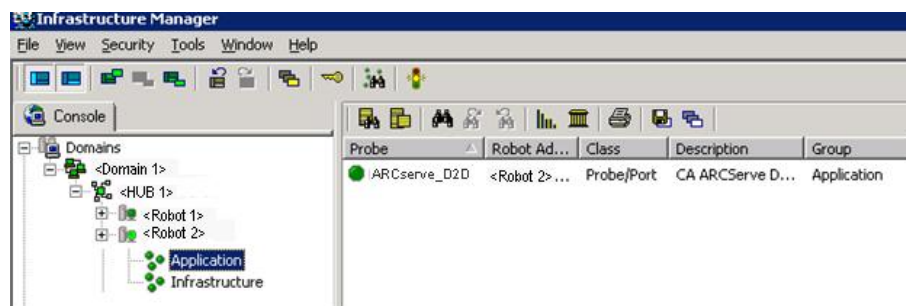 Infrastructure Manager
File View Security Tools Window Help
Console
Domains
<Domain 1>
<HUB 1>
<Robot 1>
<Robot 2>
Application
Infrastructure
Probe Robot Ad... Class Description Group
ARCserve_D2D <Robot 2>... Probe/Port CA ARCServe D... Application